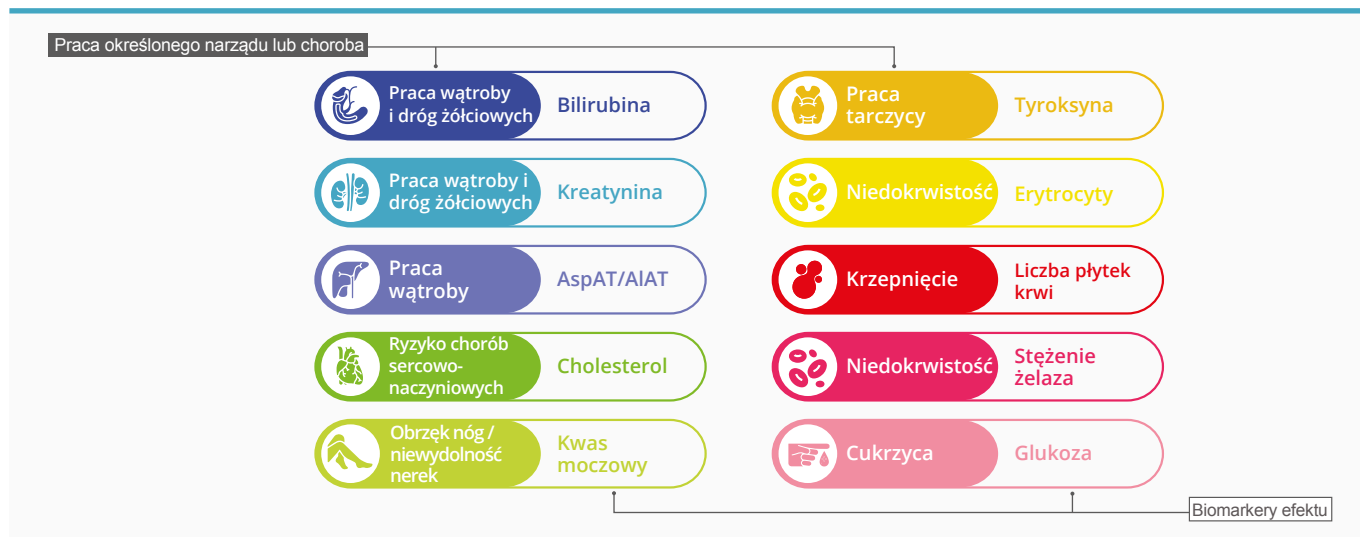 Praca określonego narządu lub choroba
Praca wątroby
i dróg żółciowych
Bilirubina
Praca wątroby i
dróg żółciowych
Kreatynina
Praca
wątroby
AspAT/AlAT
Ryzyko chorób
sercowo-
naczyniowych
Cholesterol
Obrzęk nóg /
niewydolność
nerek
Kwas
moczowy
Praca
tarczycy
Tyroksyna
Niedokrwistość
Erytrocyty
Krzepnięcie
Liczba płytek
krwi
Niedokrwistość
Stężenie
żelaza
Cukrzyca
Glukoza
Biomarkery efektu